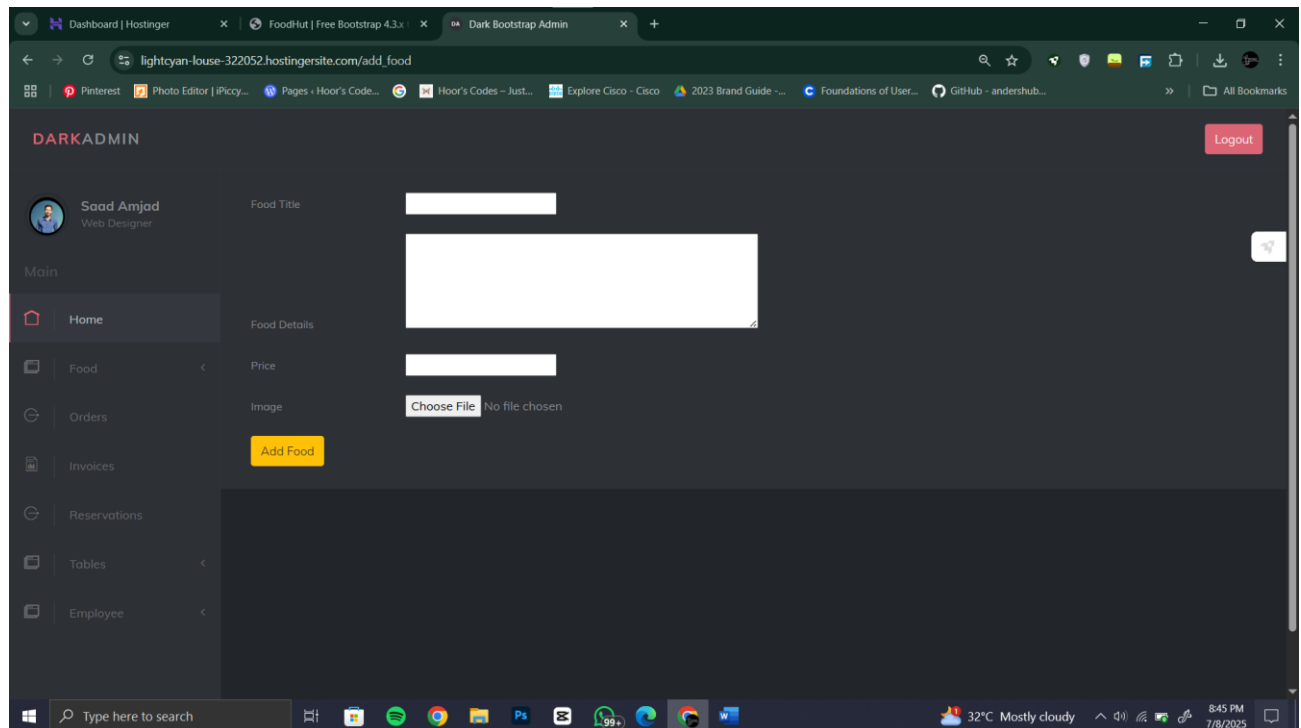 Dashboard | Hostinger
FoodHut | Free Bootstrap 4.3.x
DA Dark Bootstrap Admin
lightcyan-louse-322052.hostingersite.com/add_food
Pinterest
Photo Editor | iPiccy...
Pages ‹ Hoor's Code...
Hoor's Codes – Just...
Explore Cisco - Cisco
2023 Brand Guide -...
Foundations of User...
GitHub - andershub...
»
All Bookmarks
DARKADMIN
Logout
Saad Amjad
Web Designer
Main
Home
Food
Orders
Invoices
Reservations
Tables
Employee
Food Title
Food Details
Price
Image
Choose File No file chosen
Add Food
Type here to search
Ps
99+
32°C Mostly cloudy
8:45 PM
7/8/2025